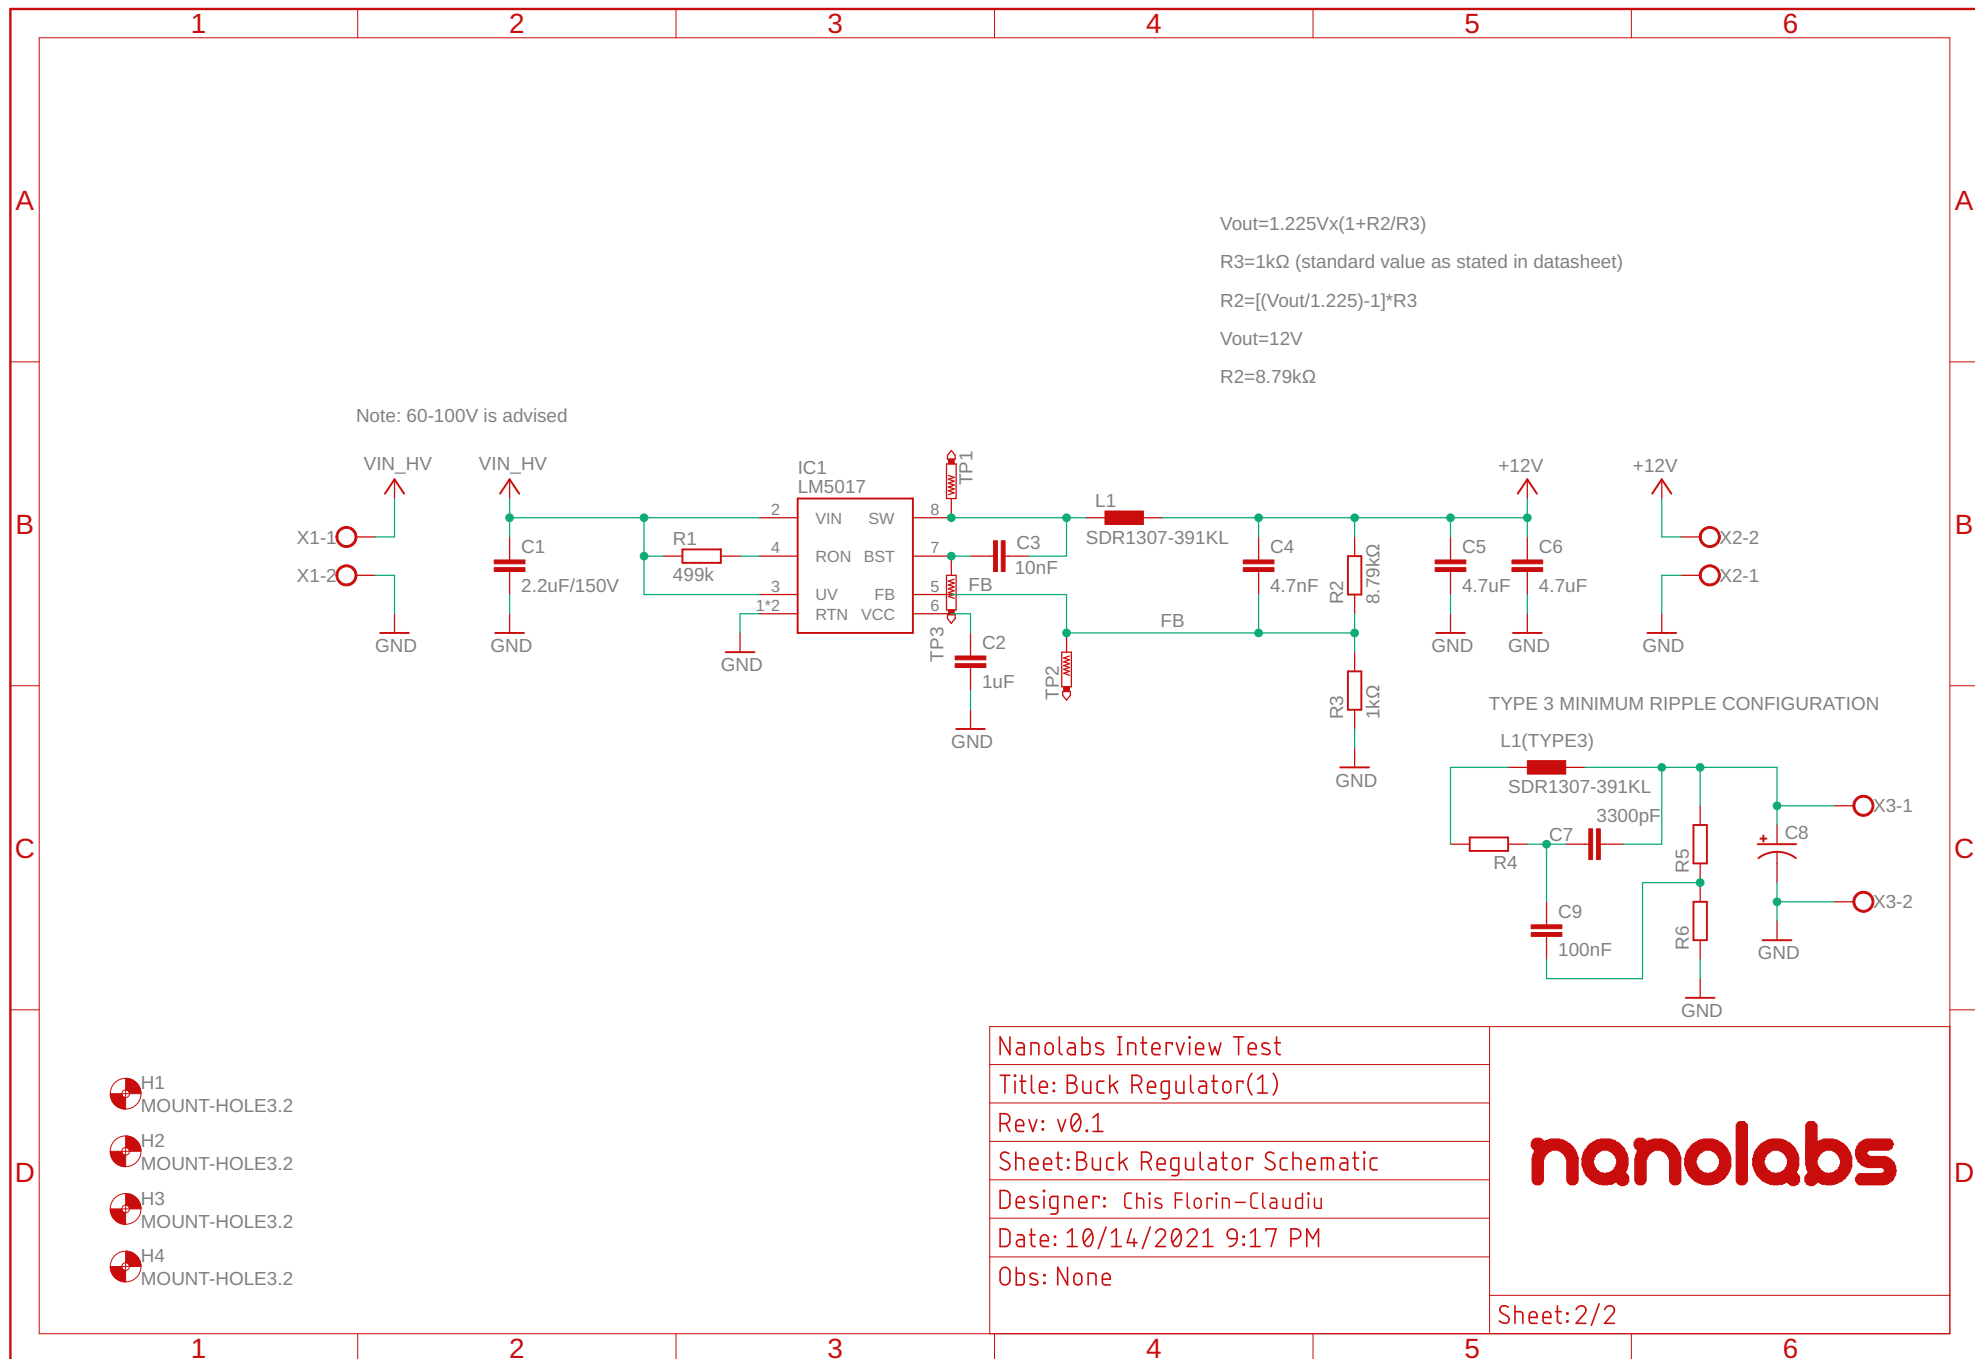 1 2 3 4 5 6
A A
Vout=1.225Vx(1+R2/R3)
R3=1kΩ (standard value as stated in datasheet)
R2=[(Vout/1.225)-1]*R3
Vout=12V
R2=8.79kΩ
Note: 60-100V is advised
VIN_HV
VIN_HV
X1-1
X1-2
GND
C1
2.2uF/150V
GND
R1
499k
GND
IC1
LM5017
2 VIN SW 8
4 RON BST 7
3 UV FB 5
1*2 RTN VCC 6
TP1
TP3
FB
C3
10nF
C2
1uF
GND
TP2
L1
SDR1307-391KL
FB
C4
4.7nF
R2
8.79kΩ
R3
1kΩ
GND
C5
4.7uF
GND
+12V
C6
4.7uF
GND
+12V
X2-2
X2-1
GND
B B
TYPE 3 MINIMUM RIPPLE CONFIGURATION
L1(TYPE3)
SDR1307-391KL
3300pF
C7
R4
C9
100nF
R5
R6
GND
C8
GND
X3-1
X3-2
C C
H1
MOUNT-HOLE3.2
H2
MOUNT-HOLE3.2
H3
MOUNT-HOLE3.2
H4
MOUNT-HOLE3.2
D D
Nanolabs Interview Test
Title: Buck Regulator(1)
Rev: v0.1
Sheet:Buck Regulator Schematic
Designer: Chis Florin-Claudiu
Date: 10/14/2021 9:17 PM
Obs: None
nanolabs
Sheet:2/2
1 2 3 4 5 6